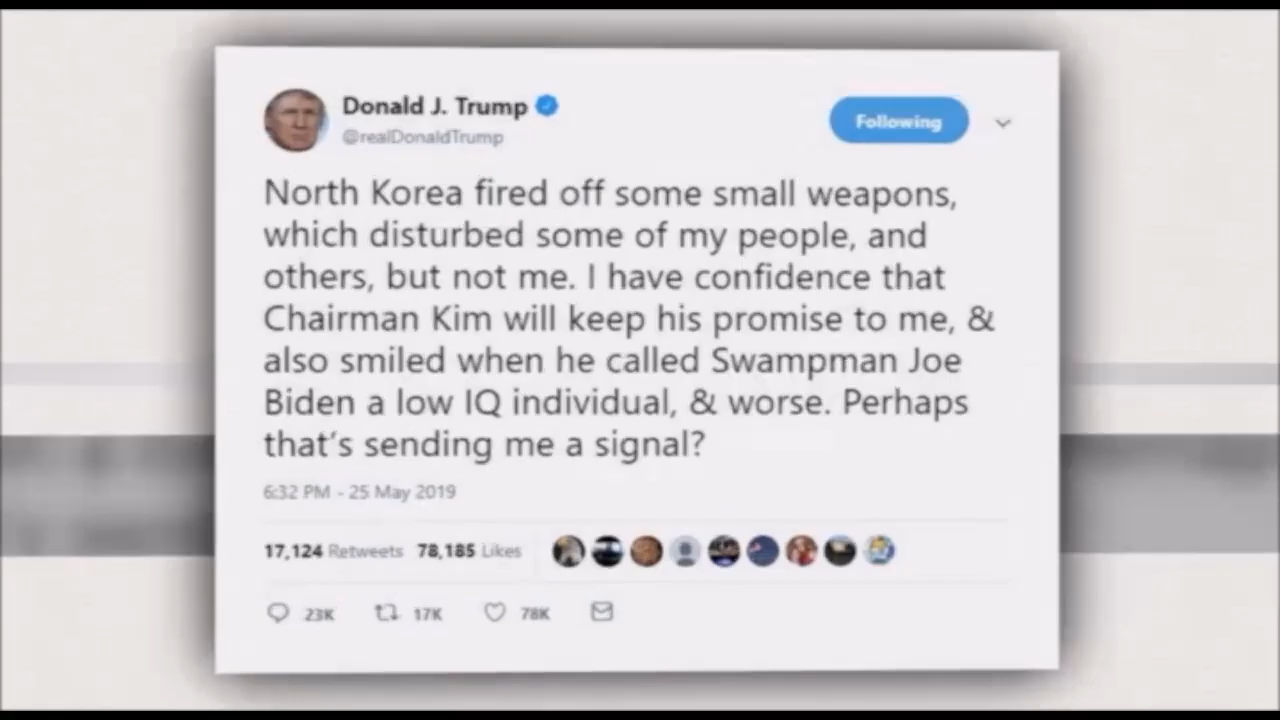 Donald J. Trump
@realDonaldTrump
Following
North Korea fired off some small weapons,
which disturbed some of my people, and
others, but not me. I have confidence that
Chairman Kim will keep his promise to me, &
also smiled when he called Swampman Joe
Biden a low IQ individual, & worse. Perhaps
that's sending me a signal?
6:32 PM - 25 May 2019
17,124 Retweets 78,185 Likes
23K 17K 78K